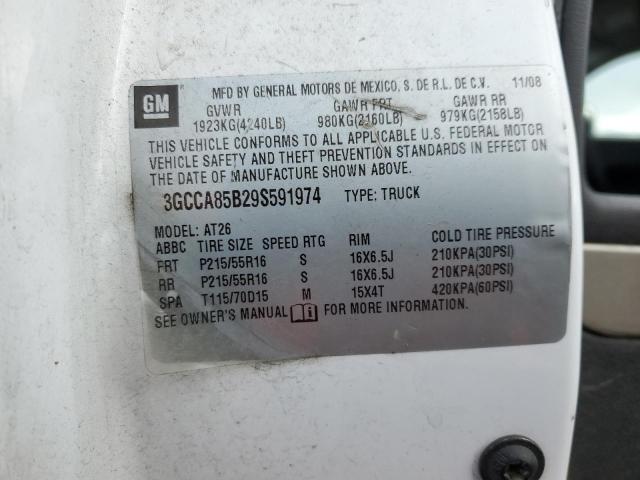 GM
MFD BY GENERAL MOTORS DE MEXICO, S. DE R.L. DE C.V. 11/08
GVWR GAWR FRT GAWR RR
1923KG(4240LB) 980KG(2160LB) 979KG(2158LB)
THIS VEHICLE CONFORMS TO ALL APPLICABLE U.S. FEDERAL MOTOR
VEHICLE SAFETY AND THEFT PREVENTION STANDARDS IN EFFECT ON
THE DATE OF MANUFACTURE SHOWN ABOVE.
3GCCA85B29S591974 TYPE: TRUCK
MODEL: AT26
ABBC TIRE SIZE SPEED RTG RIM COLD TIRE PRESSURE
FRT P215/55R16 S 16X6.5J 210KPA(30PSI)
RR P215/55R16 S 16X6.5J 210KPA(30PSI)
SPA T115/70D15 M 15X4T 420KPA(60PSI)
SEE OWNER'S MANUAL FOR MORE INFORMATION.